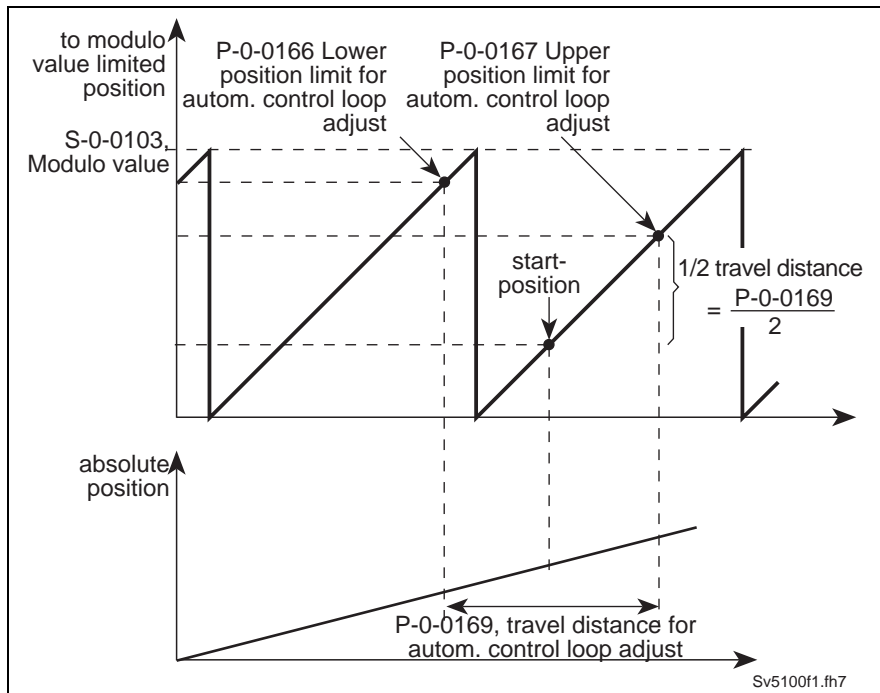 to modulo
value limited
position
P-0-0166 Lower
position limit for
autom. control loop
adjust
P-0-0167 Upper
position limit for
autom. control loop
adjust
S-0-0103,
Modulo value
start-
position
1/2 travel distance
= P-0-0169
2
absolute
position
P-0-0169, travel distance for
autom. control loop adjust
Sv5100f1.fh7